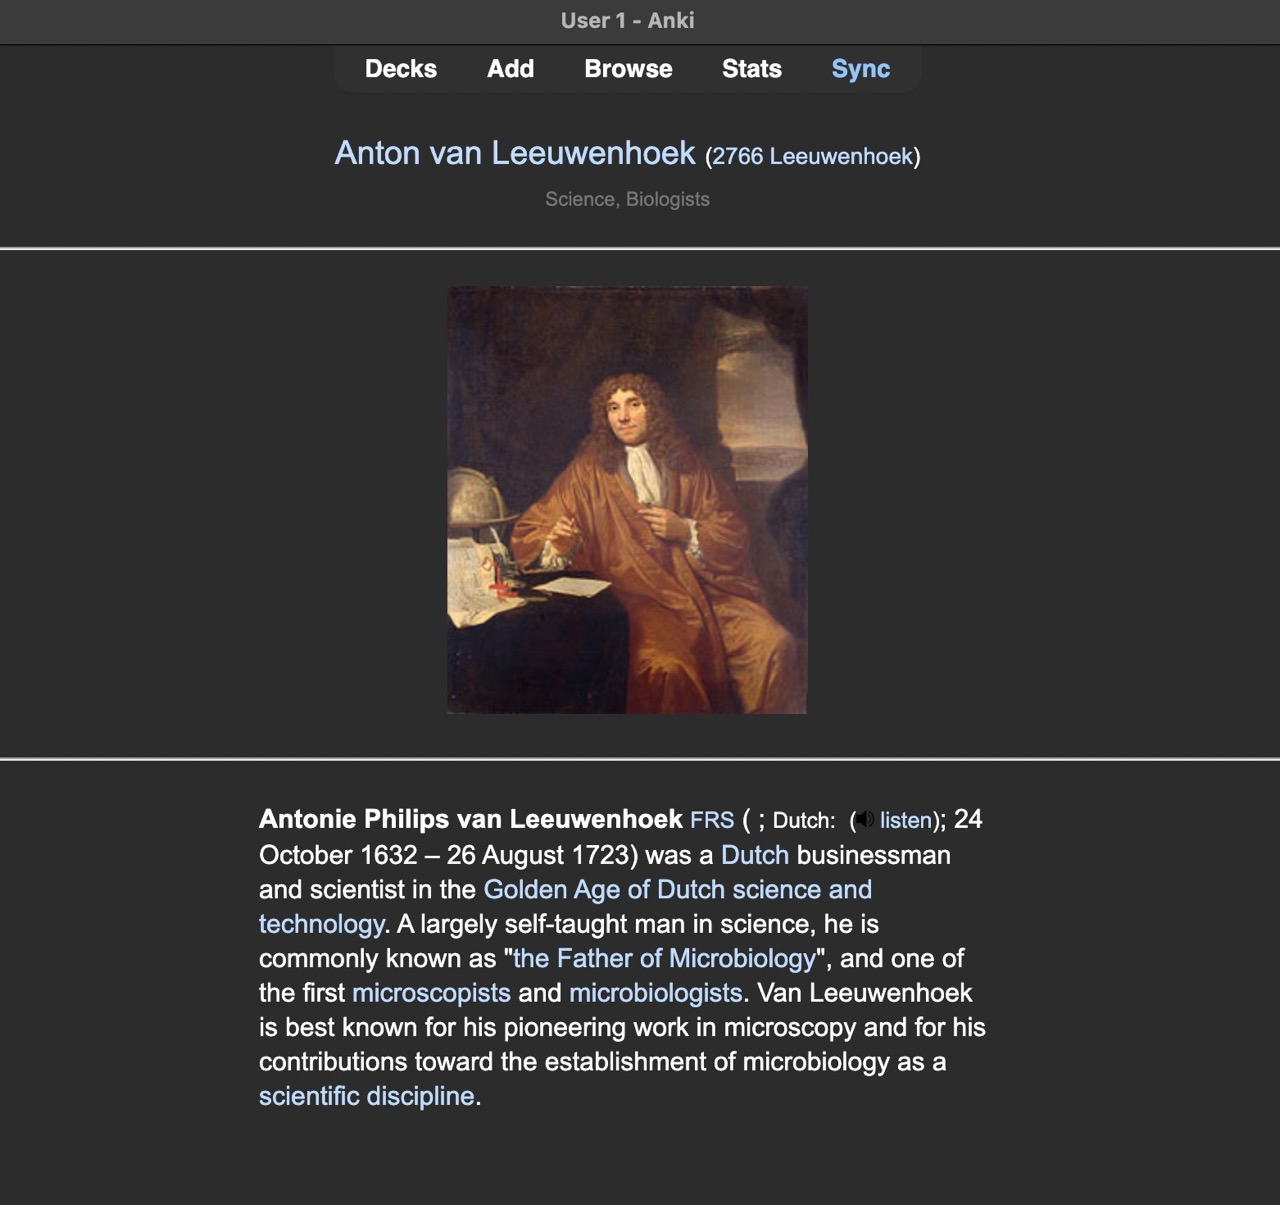 User 1 - Anki
Decks Add Browse Stats Sync
Anton van Leeuwenhoek (2766 Leeuwenhoek)
Science, Biologists
Antonie Philips van Leeuwenhoek FRS ( ; Dutch: ( listen); 24
October 1632 – 26 August 1723) was a Dutch businessman
and scientist in the Golden Age of Dutch science and
technology. A largely self-taught man in science, he is
commonly known as "the Father of Microbiology", and one of
the first microscopists and microbiologists. Van Leeuwenhoek
is best known for his pioneering work in microscopy and for his
contributions toward the establishment of microbiology as a
scientific discipline.